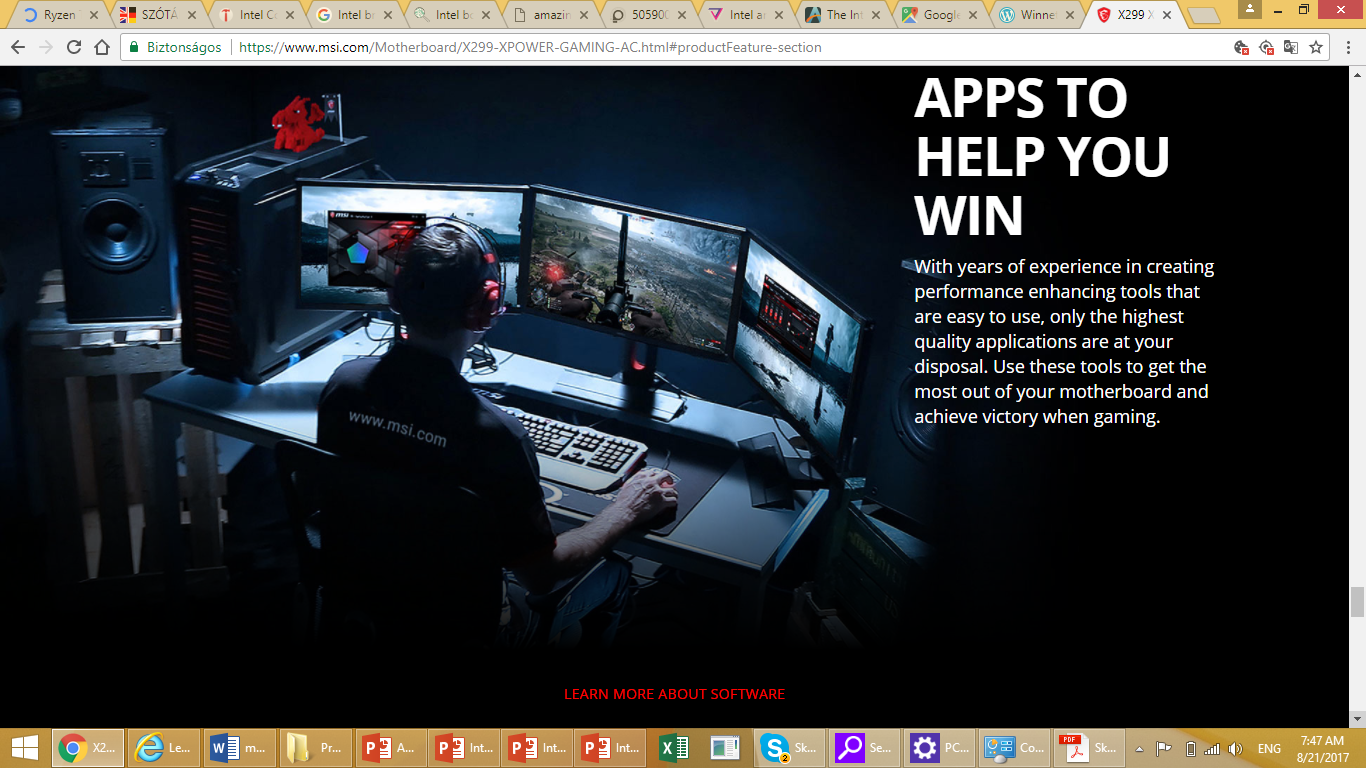 Ryzen
SZÓTÁ
Intel C
Intel b
Intel b
amazin
505900
Intel a
The In
Google
Winne
X299 X
Biztonságos
https://www.msi.com/Motherboard/X299-XPOWER-GAMING-AC.html#productFeature-section
APPS TO
HELP YOU
WIN
With years of experience in creating
performance enhancing tools that
are easy to use, only the highest
quality applications are at your
disposal. Use these tools to get the
most out of your motherboard and
achieve victory when gaming.
msi
www.msi.com
LEARN MORE ABOUT SOFTWARE
X2...
Le...
m...
Pr...
A...
Int...
Int...
Int...
Sk...
Se...
PC...
Co...
PDF
Sk...
ENG
7:47 AM
8/21/2017